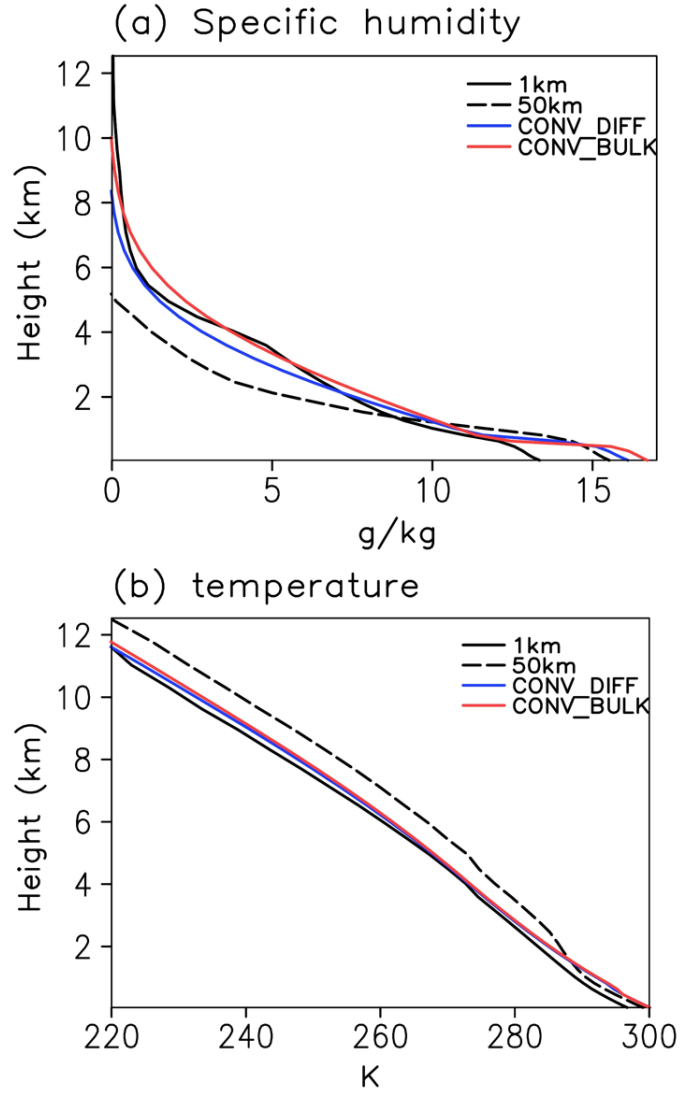 (a) Specific humidity
12
10
8
6
4
2
Height (km)
1km
50km
CONV_DIFF
CONV_BULK
0 5 10 15
g/kg
(b) temperature
12
10
8
6
4
2
Height (km)
1km
50km
CONV_DIFF
CONV_BULK
220 240 260 280 300
K